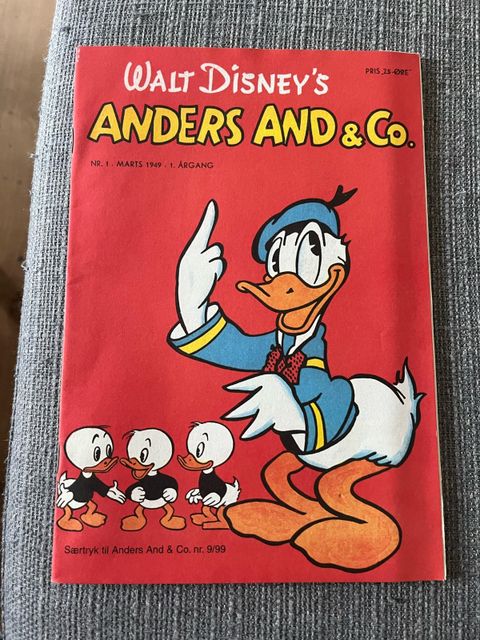 WALT DISNEY'S
PRIS „25-ØRE"
ANDERS AND & Co.
NR. 1 · MARTS 1949 · 1. ÅRGANG
Særtryk til Anders And & Co. nr. 9/99